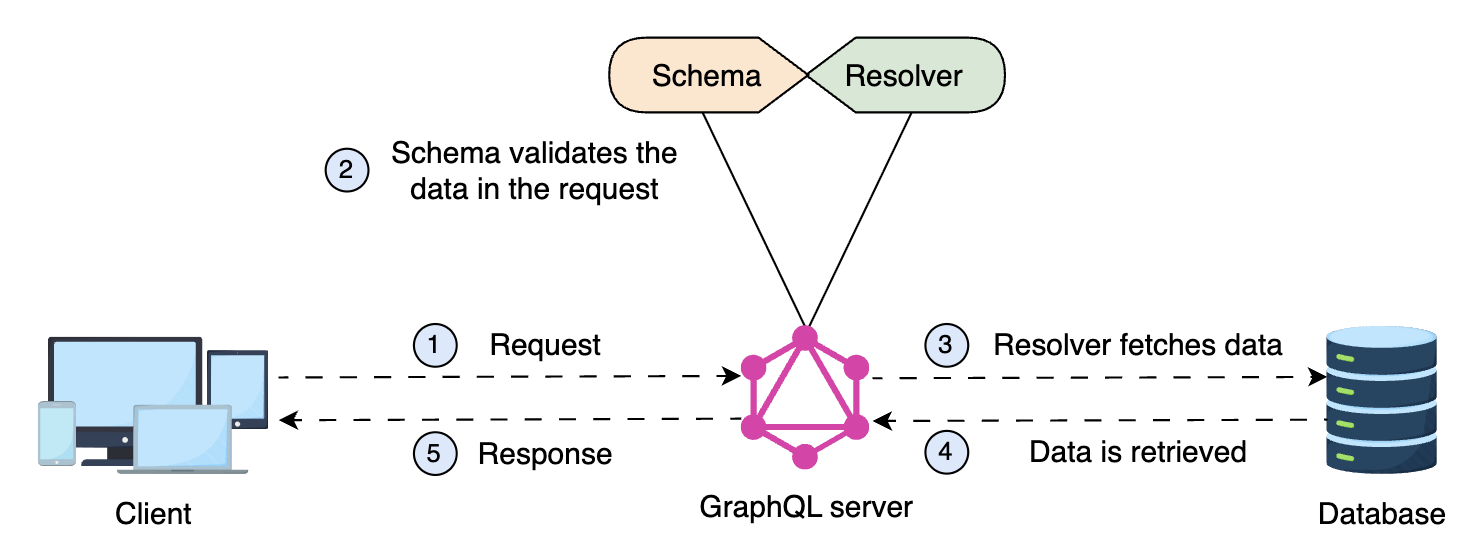 Schema
Resolver
2
Schema validates the
data in the request
1
Request
3
Resolver fetches data
5
Response
4
Data is retrieved
Client
GraphQL server
Database